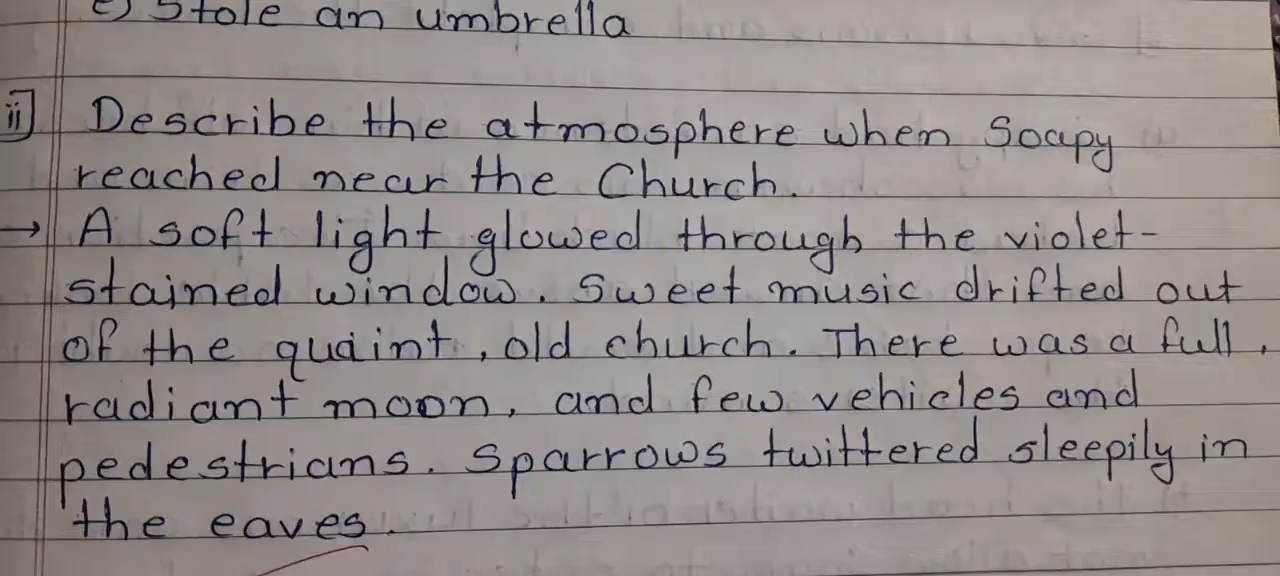 c) Stole an umbrella
ii] Describe the atmosphere when Soapy
reached near the Church.
→ A soft light glowed through the violet-
stained window. Sweet music drifted out
of the quaint, old church. There was a full,
radiant moon, and few vehicles and
pedestrians. Sparrows twittered sleepily in
the eaves.